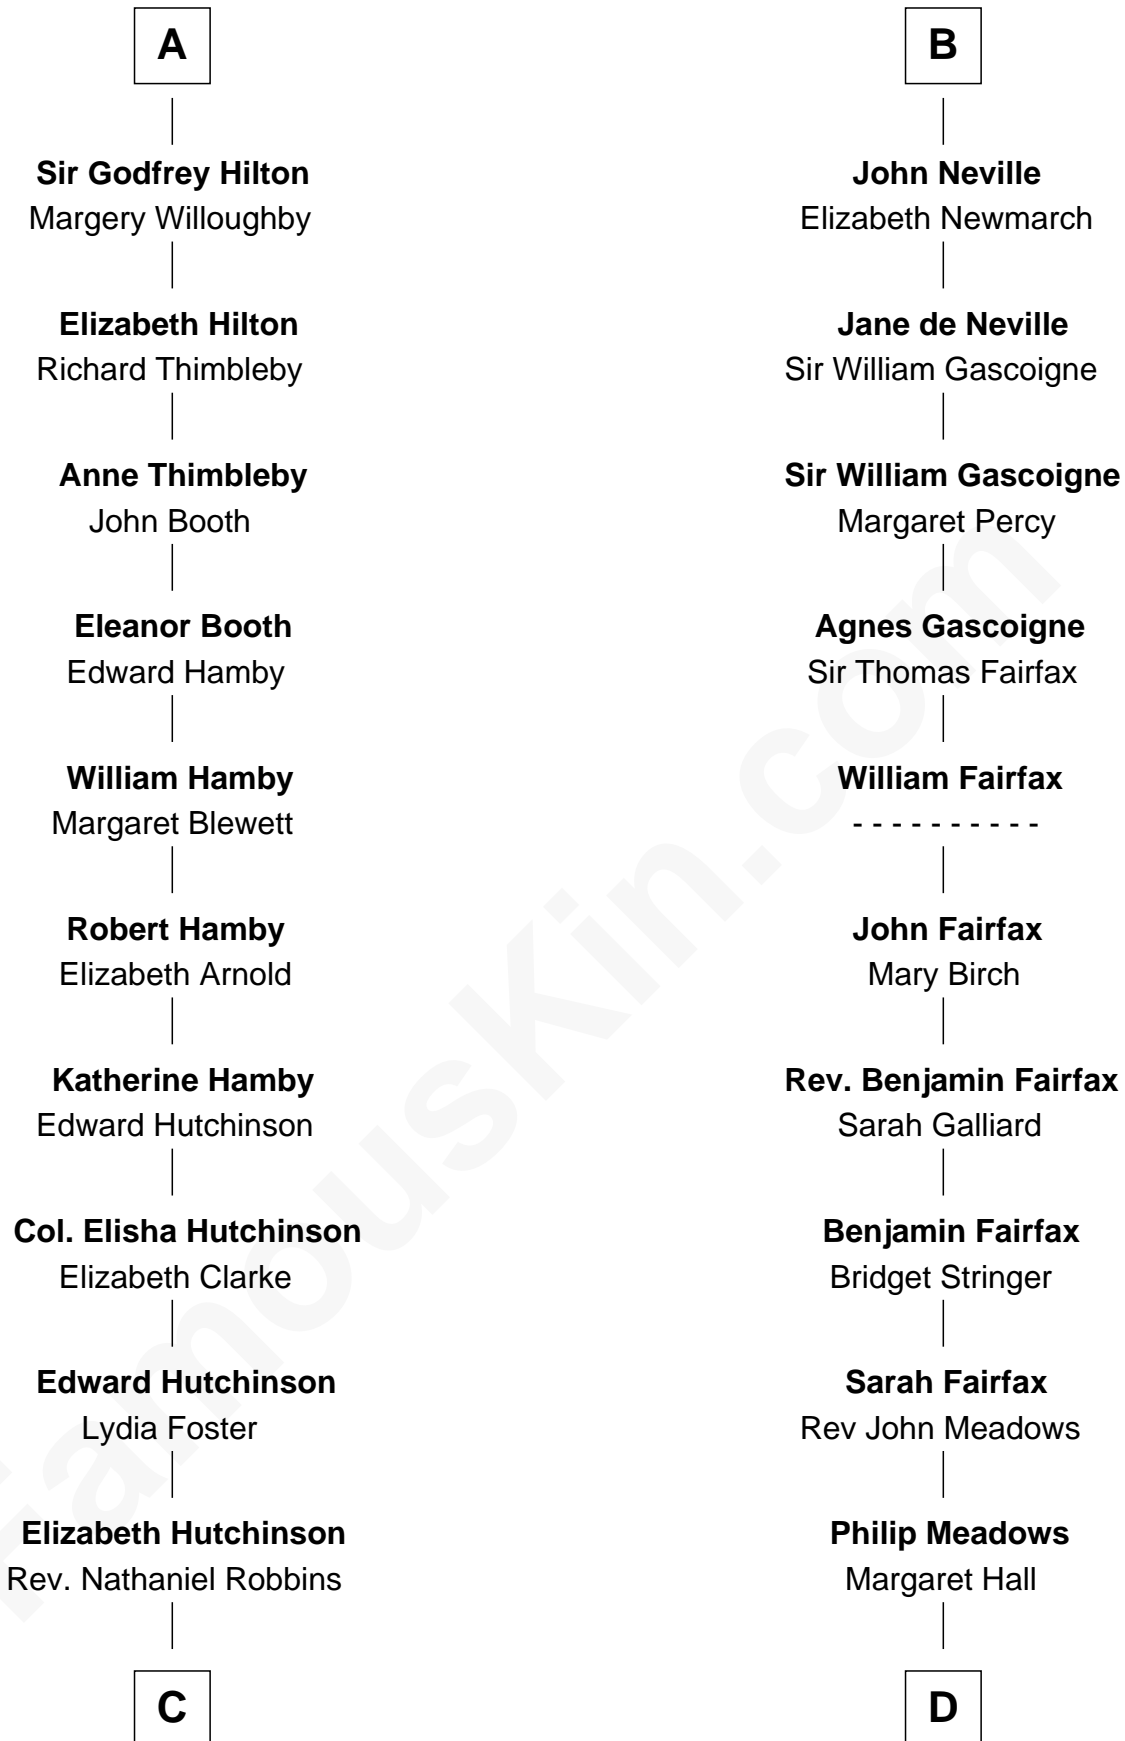 A
Sir Godfrey Hilton
Margery Willoughby
Elizabeth Hilton
Richard Thimbleby
Anne Thimbleby
John Booth
Eleanor Booth
Edward Hamby
William Hamby
Margaret Blewett
Robert Hamby
Elizabeth Arnold
Katherine Hamby
Edward Hutchinson
Col. Elisha Hutchinson
Elizabeth Clarke
Edward Hutchinson
Lydia Foster
Elizabeth Hutchinson
Rev. Nathaniel Robbins
C
B
John Neville
Elizabeth Newmarch
Jane de Neville
Sir William Gascoigne
Sir William Gascoigne
Margaret Percy
Agnes Gascoigne
Sir Thomas Fairfax
William Fairfax
- - - - - - - - - -
John Fairfax
Mary Birch
Rev. Benjamin Fairfax
Sarah Galliard
Benjamin Fairfax
Bridget Stringer
Sarah Fairfax
Rev John Meadows
Philip Meadows
Margaret Hall
D
FamousKin.com